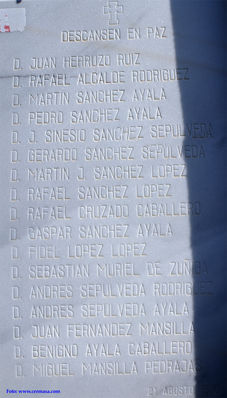 DESCANSEN EN PAZ
D. JUAN HERRUZO RUIZ
D. RAFAEL ALCALDE RODRIGUEZ
D. MARTIN SANCHEZ AYALA
D. PEDRO SANCHEZ AYALA
D. J. SINESIO SANCHEZ SEPULVEDA
D. GERARDO SANCHEZ SEPULVEDA
D. MARTIN J. SANCHEZ LOPEZ
D. RAFAEL SANCHEZ LOPEZ
D. RAFAEL CRUZADO CABALLERO
D. GASPAR SANCHEZ AYALA
D. FIDEL LOPEZ LOPEZ
D. SEBASTIAN MURIEL DE ZUÑIGA
D. ANDRES SEPULVEDA RODRIGUEZ
D. ANDRES SEPULVEDA AYALA
D. JUAN FERNANDEZ MANSILLA
D. BENIGNO AYALA CABALLERO
D. MIGUEL MANSILLA PEDRAJAS
21 AGOSTO
Foto: www.cremosa.com